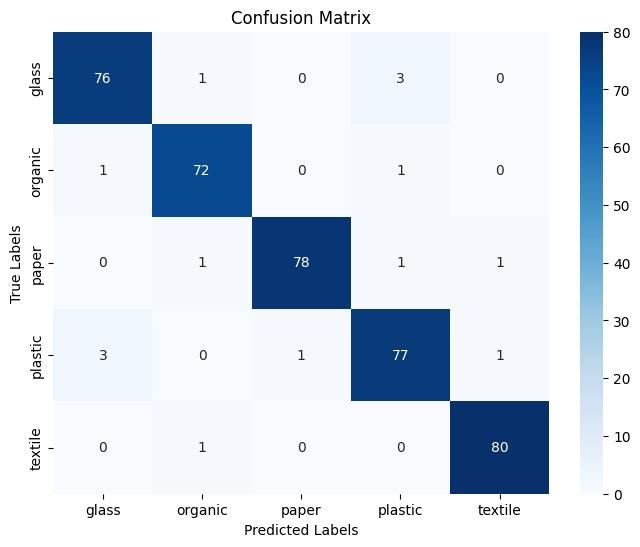 Confusion Matrix
True Labels
glass 76 1 0 3 0
organic 1 72 0 1 0
paper 0 1 78 1 1
plastic 3 0 1 77 1
textile 0 1 0 0 80
glass organic paper plastic textile
Predicted Labels
80
70
60
50
40
30
20
10
0